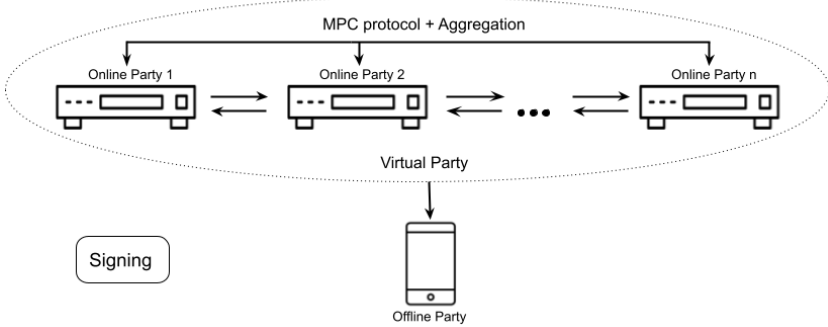 MPC protocol + Aggregation
Online Party 1
Online Party 2
Online Party n
Virtual Party
Signing
Offline Party